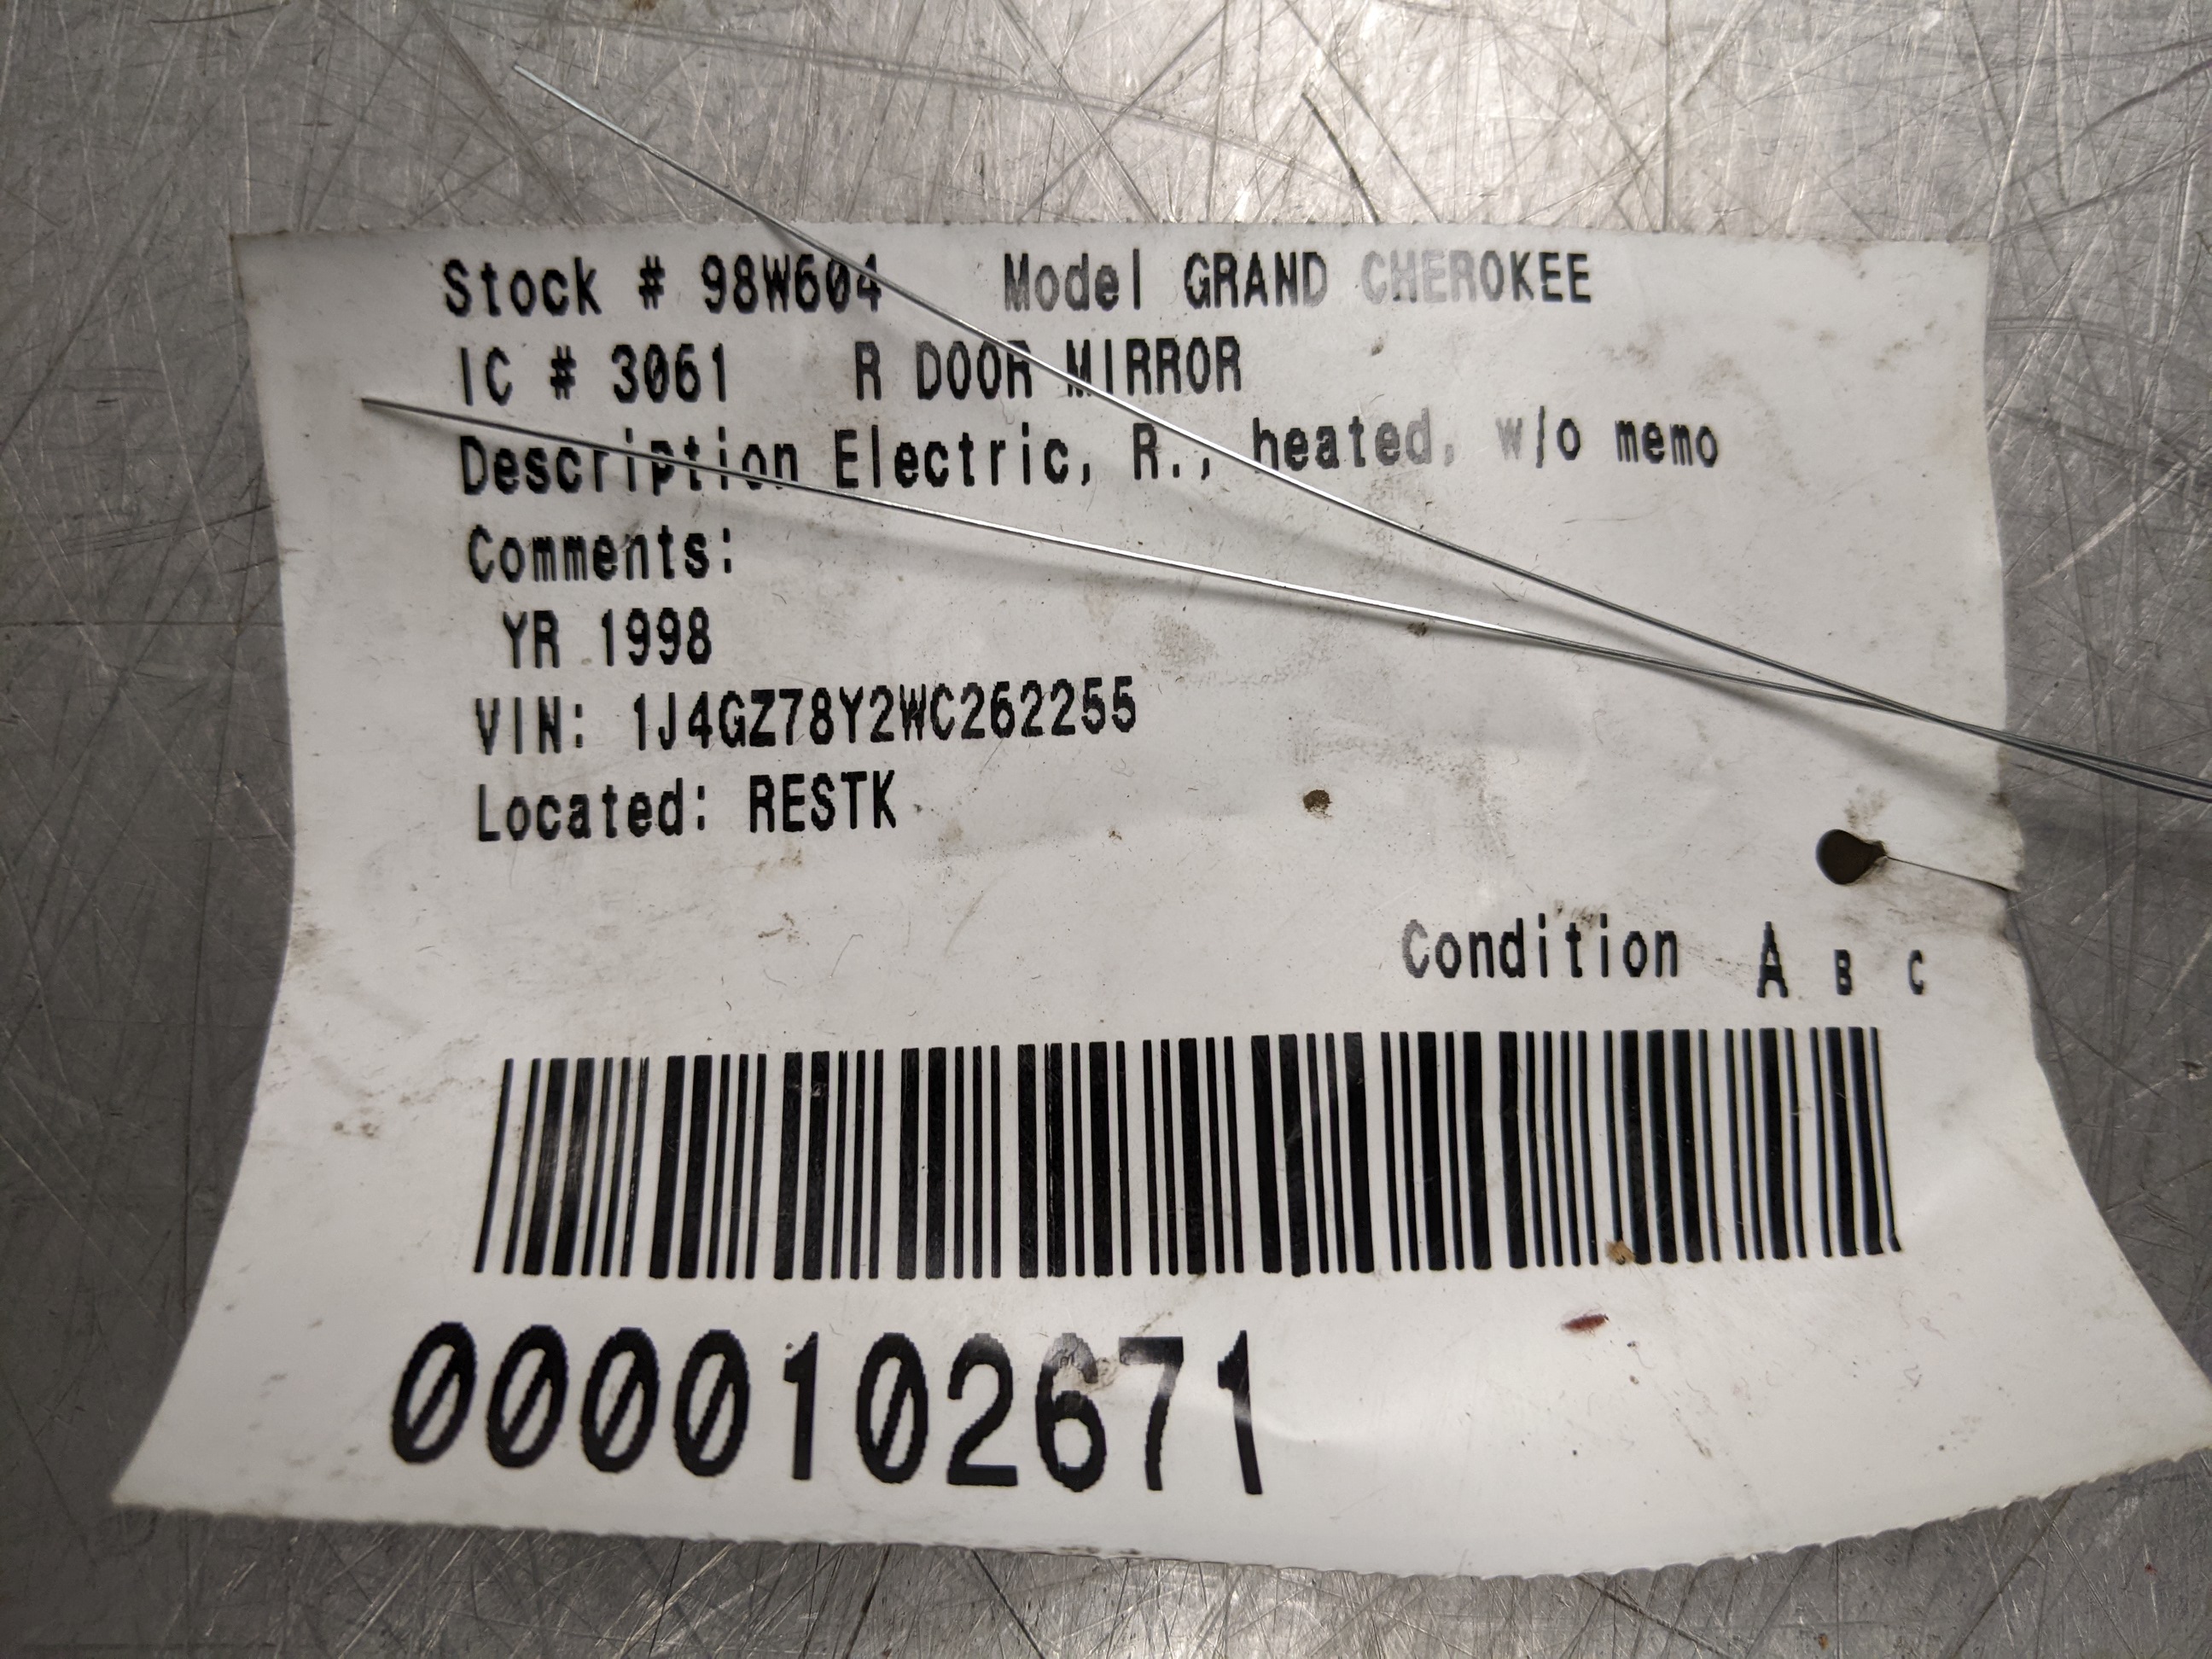 Stock # 98W604 Model GRAND CHEROKEE
IC # 3061 R DOOR MIRROR
Description Electric, R., heated, w/o memo
Comments:
YR 1998
VIN: 1J4GZ78Y2WC262255
Located: RESTK
Condition A B C
0000102671